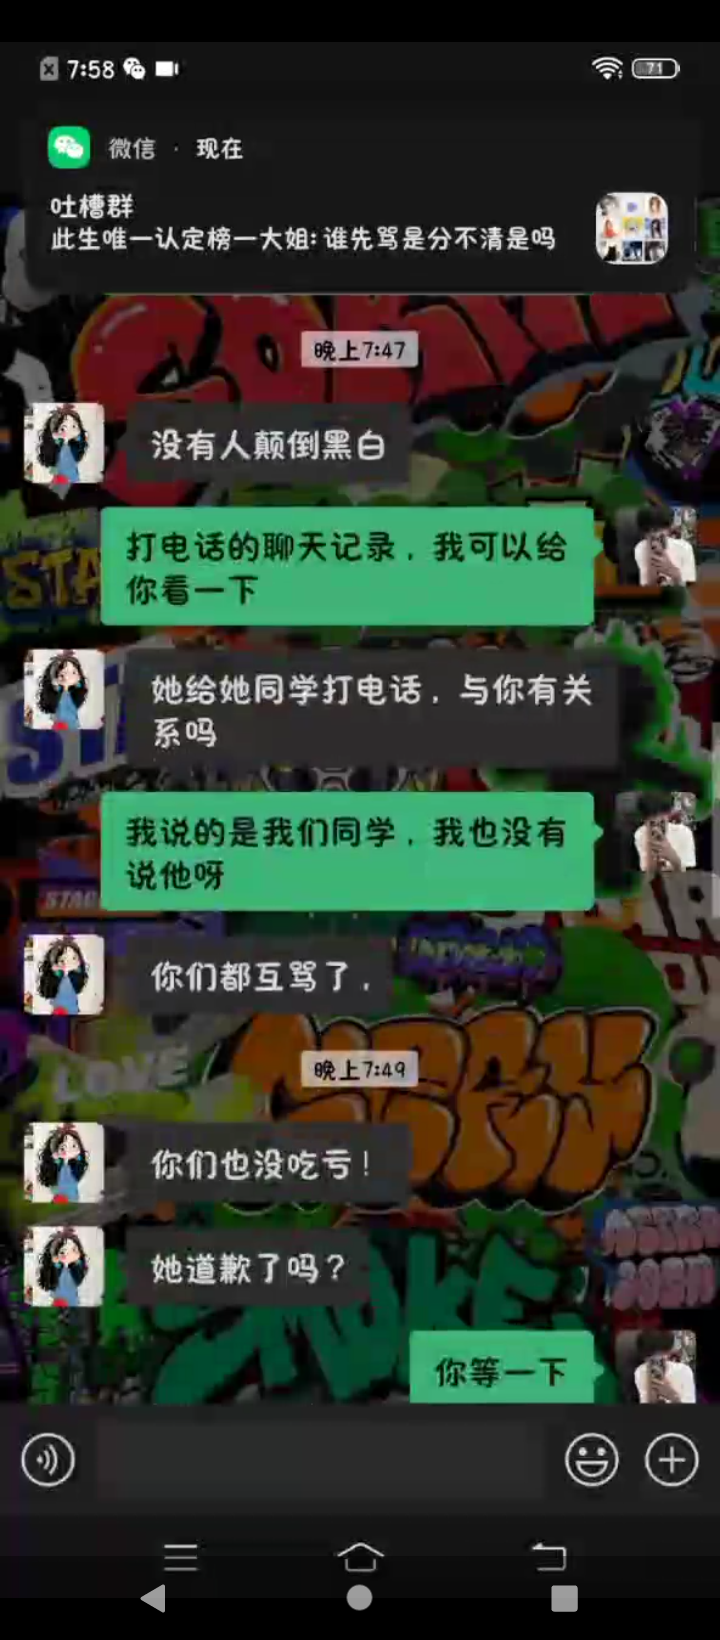 7:58
71
微信 · 现在
吐槽群
此生唯一认定榜一大姐: 谁先骂是分不清是吗
晚上7:47
没有人颠倒黑白
打电话的聊天记录，我可以给
你看一下
STA
她给她同学打电话，与你有关
系吗
我说的是我们同学，我也没有
说他呀
你们都互骂了，
LOVE
晚上7:49
你们也没吃亏！
她道歉了吗？
SMOKE
你等一下